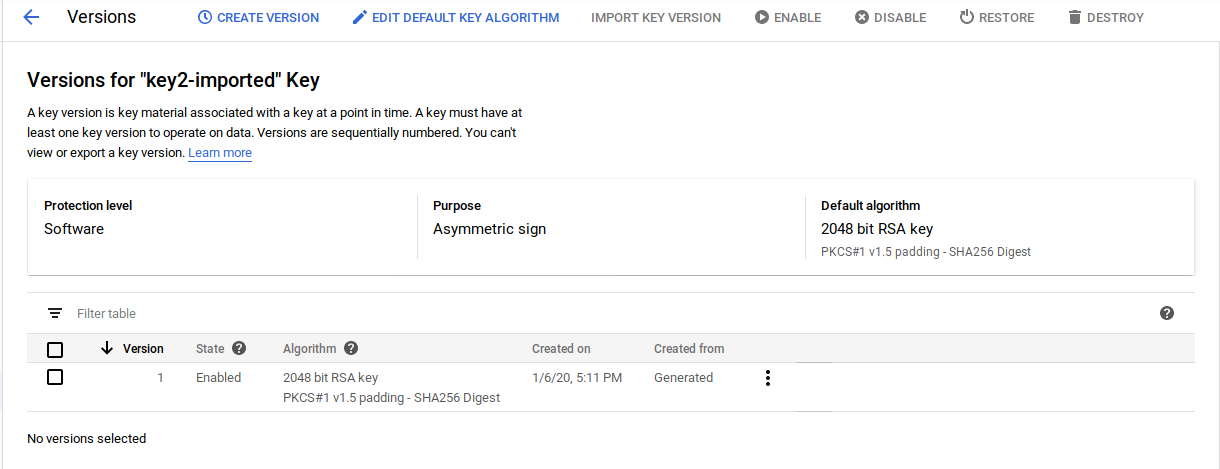 Versions CREATE VERSION EDIT DEFAULT KEY ALGORITHM IMPORT KEY VERSION ENABLE DISABLE RESTORE DESTROY
Versions for "key2-imported" Key
A key version is key material associated with a key at a point in time. A key must have at
least one key version to operate on data. Versions are sequentially numbered. You can't
view or export a key version. Learn more
Protection level Purpose Default algorithm
Software Asymmetric sign 2048 bit RSA key
PKCS#1 v1.5 padding - SHA256 Digest
Filter table
Version State Algorithm Created on Created from
1 Enabled 2048 bit RSA key 1/6/20, 5:11 PM Generated
PKCS#1 v1.5 padding - SHA256 Digest
No versions selected